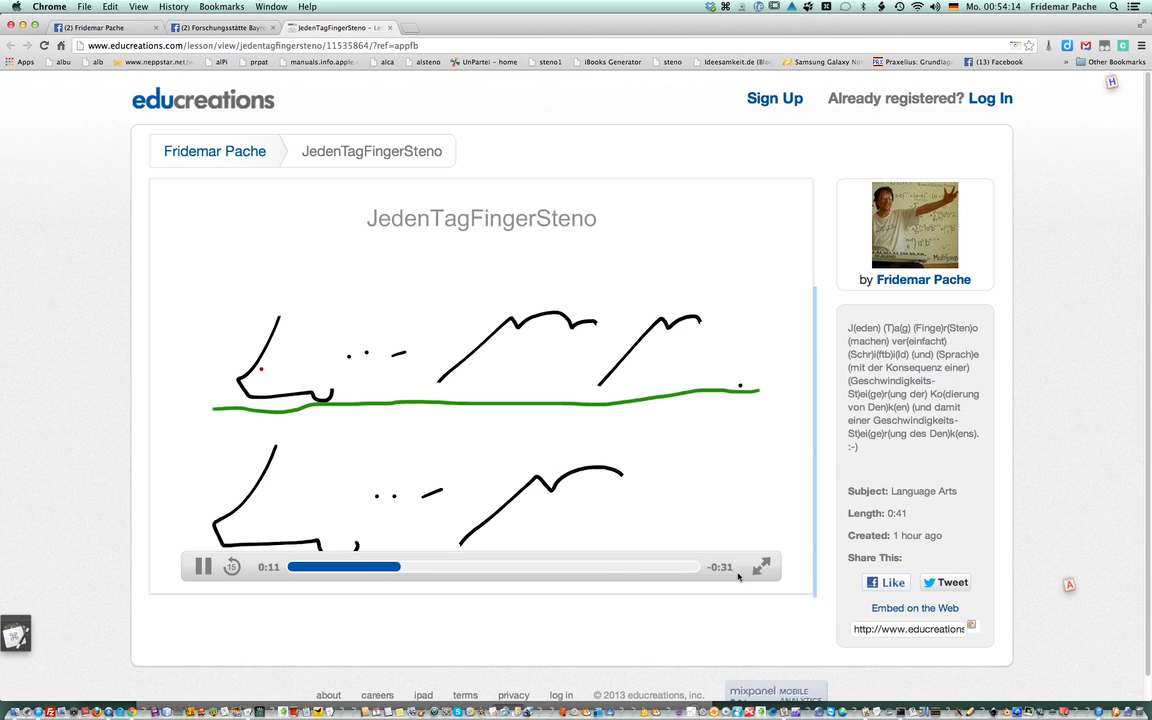 Chrome File Edit View History Bookmarks Window Help
Mo. 00:54:14 Fridemar Pache
(2) Fridemar Pache
(2) Forschungsstätte Bayre
JedenTagFingerSteno – Le
www.educreations.com/lesson/view/jedentagfingersteno/11535864/?ref=appfb
Apps albu alb www.neppstar.net/ alPi prpat manuals.info.apple. alca alsteno UnPartei - home steno1 iBooks Generator steno Ideesamkeit.de (Blog Samsung Galaxy No Praxelius: Grundlag (13) Facebook » Other Bookmarks
H
educreations
Sign Up Already registered? Log In
Fridemar Pache JedenTagFingerSteno
JedenTagFingerSteno
by Fridemar Pache
J(eden) (T)a(g) (Finge)r(Sten)o
(machen) ver(einfach)
(Schr)i(ftb)i(ld) (und) (Sprach)e
(mit der Konsequenz einer)
(Geschwindigkeits-
St)ei(ge)r(ung der) Ko(dierung
von Den)k(en) (und damit
einer Geschwindigkeits-
St)ei(ge)r(ung des Den)k(ens).
:-)
Subject: Language Arts
Length: 0:41
Created: 1 hour ago
Share This:
Like Tweet
Embed on the Web
http://www.educreations
A
15 0:11 -0:31
about careers ipad terms privacy log in © 2013 educreations, inc.
mixpanel MOBILE
ANALYTICS